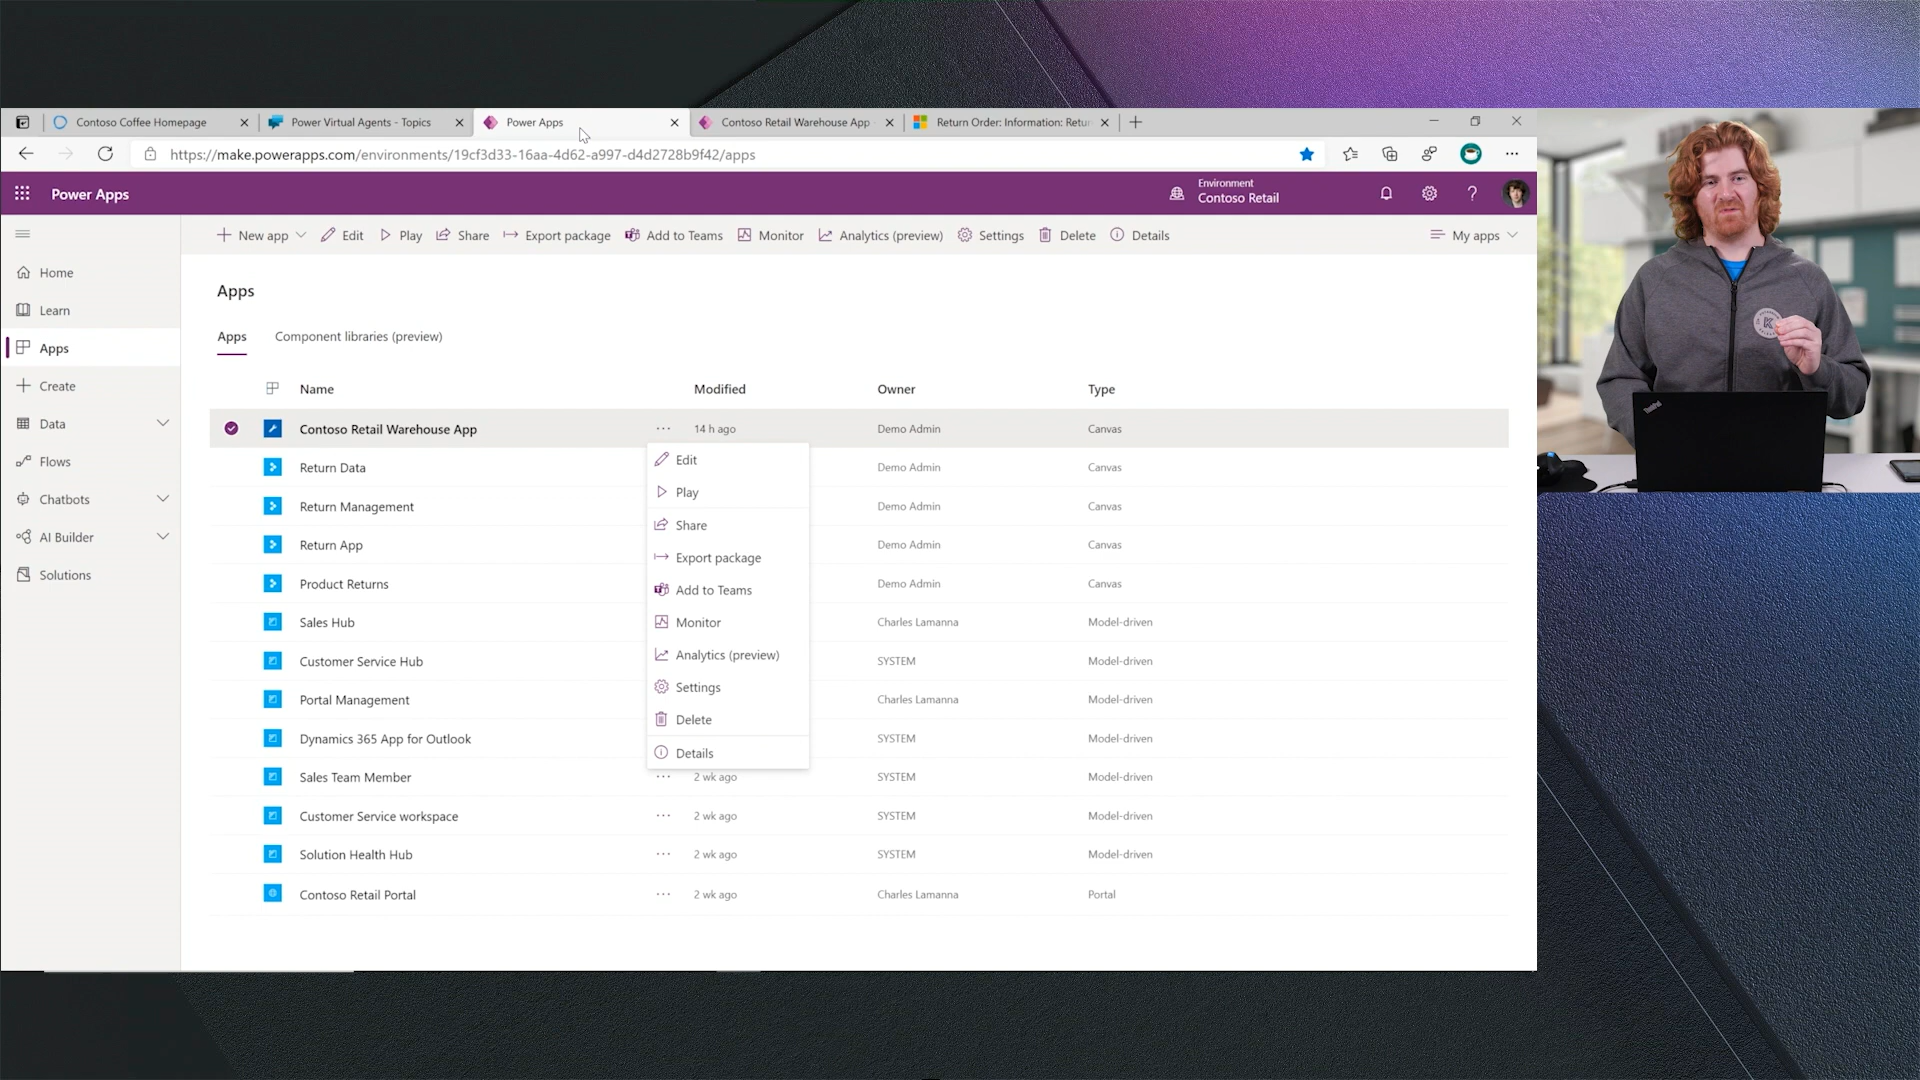 Contoso Coffee Homepage
Power Virtual Agents - Topics
Power Apps
Contoso Retail Warehouse App
Return Order: Information: Retur
https://make.powerapps.com/environments/19cf3d33-16aa-4d62-a997-d4d2728b9f42/apps
Power Apps
Environment
Contoso Retail
New app
Edit
Play
Share
Export package
Add to Teams
Monitor
Analytics (preview)
Settings
Delete
Details
My apps
Home
Learn
Apps
Create
Data
Flows
Chatbots
AI Builder
Solutions
Apps
Apps
Component libraries (preview)
Name Modified Owner Type
Contoso Retail Warehouse App 14 h ago Demo Admin Canvas
Return Data Demo Admin Canvas
Return Management Demo Admin Canvas
Return App Demo Admin Canvas
Product Returns Demo Admin Canvas
Sales Hub Charles Lamanna Model-driven
Customer Service Hub SYSTEM Model-driven
Portal Management Charles Lamanna Model-driven
Dynamics 365 App for Outlook SYSTEM Model-driven
Sales Team Member 2 wk ago SYSTEM Model-driven
Customer Service workspace 2 wk ago SYSTEM Model-driven
Solution Health Hub 2 wk ago SYSTEM Model-driven
Contoso Retail Portal 2 wk ago Charles Lamanna Portal
Edit
Play
Share
Export package
Add to Teams
Monitor
Analytics (preview)
Settings
Delete
Details
ThinkPad
K